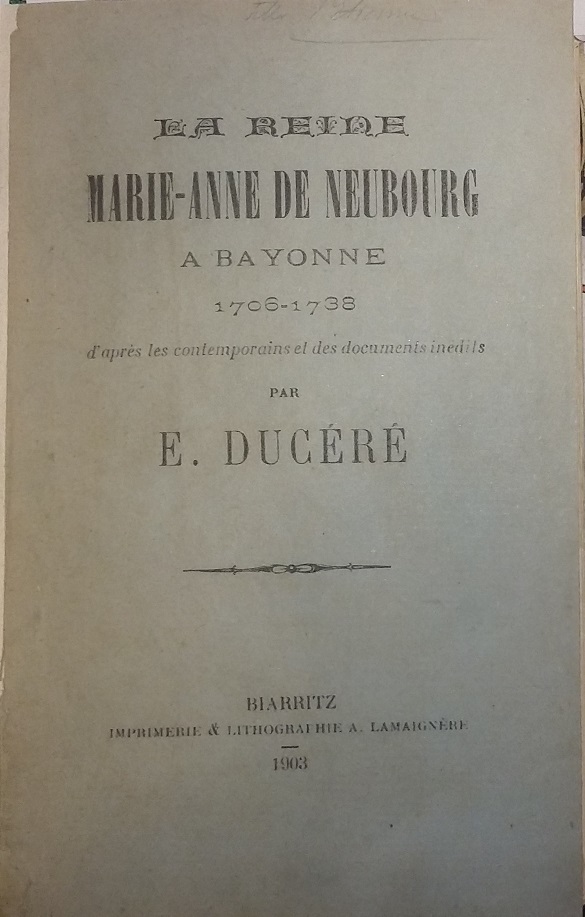 LA REINE
MARIE-ANNE DE NEUBOURG
A BAYONNE
1706-1738
d'après les contemporains et des documents inédits
PAR
E. DUCÉRÉ
BIARRITZ
IMPRIMERIE & LITHOGRAPHIE A. LAMAIGNÈRE
1903